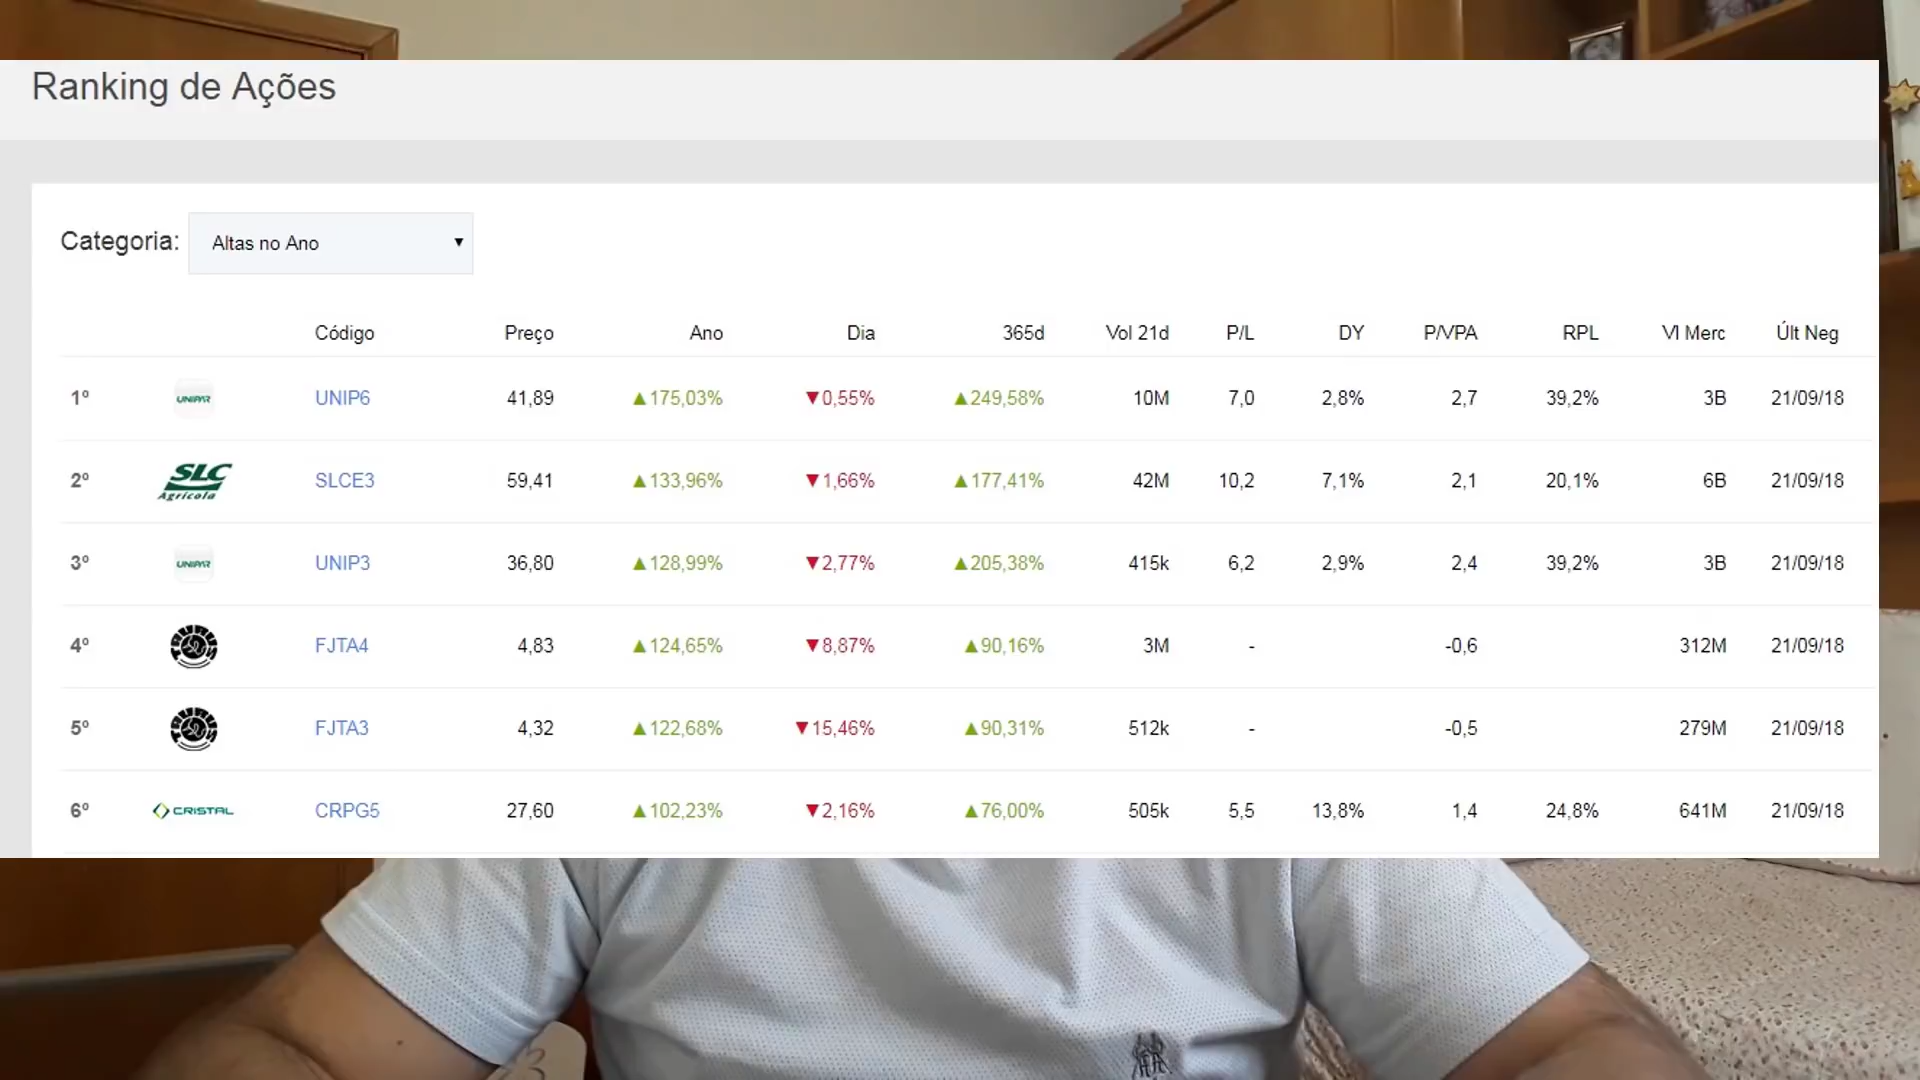 Ranking de Ações
Categoria: Altas no Ano
Código Preço Ano Dia 365d Vol 21d P/L DY P/VPA RPL Vl Merc Últ Neg
1º UNIPAR UNIP6 41,89 ▲175,03% ▼0,55% ▲249,58% 10M 7,0 2,8% 2,7 39,2% 3B 21/09/18
2º SLC Agrícola SLCE3 59,41 ▲133,96% ▼1,66% ▲177,41% 42M 10,2 7,1% 2,1 20,1% 6B 21/09/18
3º UNIPAR UNIP3 36,80 ▲128,99% ▼2,77% ▲205,38% 415k 6,2 2,9% 2,4 39,2% 3B 21/09/18
4º FJTA4 4,83 ▲124,65% ▼8,87% ▲90,16% 3M - -0,6 312M 21/09/18
5º FJTA3 4,32 ▲122,68% ▼15,46% ▲90,31% 512k - -0,5 279M 21/09/18
6º CRISTAL CRPG5 27,60 ▲102,23% ▼2,16% ▲76,00% 505k 5,5 13,8% 1,4 24,8% 641M 21/09/18